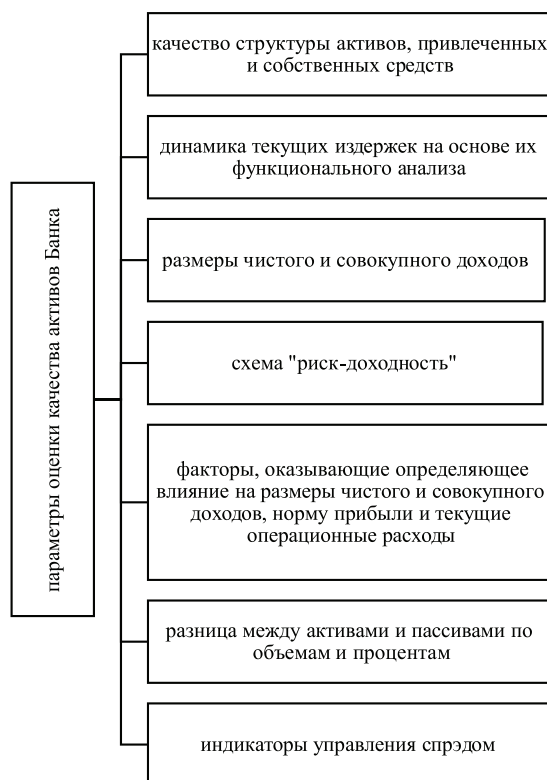 параметры оценки качества активов Банка
качество структуры активов, привлеченных
и собственных средств
динамика текущих издержек на основе их
функционального анализа
размеры чистого и совокупного доходов
схема "риск-доходность"
факторы, оказывающие определяющее
влияние на размеры чистого и совокупного
доходов, норму прибыли и текущие
операционные расходы
разница между активами и пассивами по
объемам и процентам
индикаторы управления спрэдом